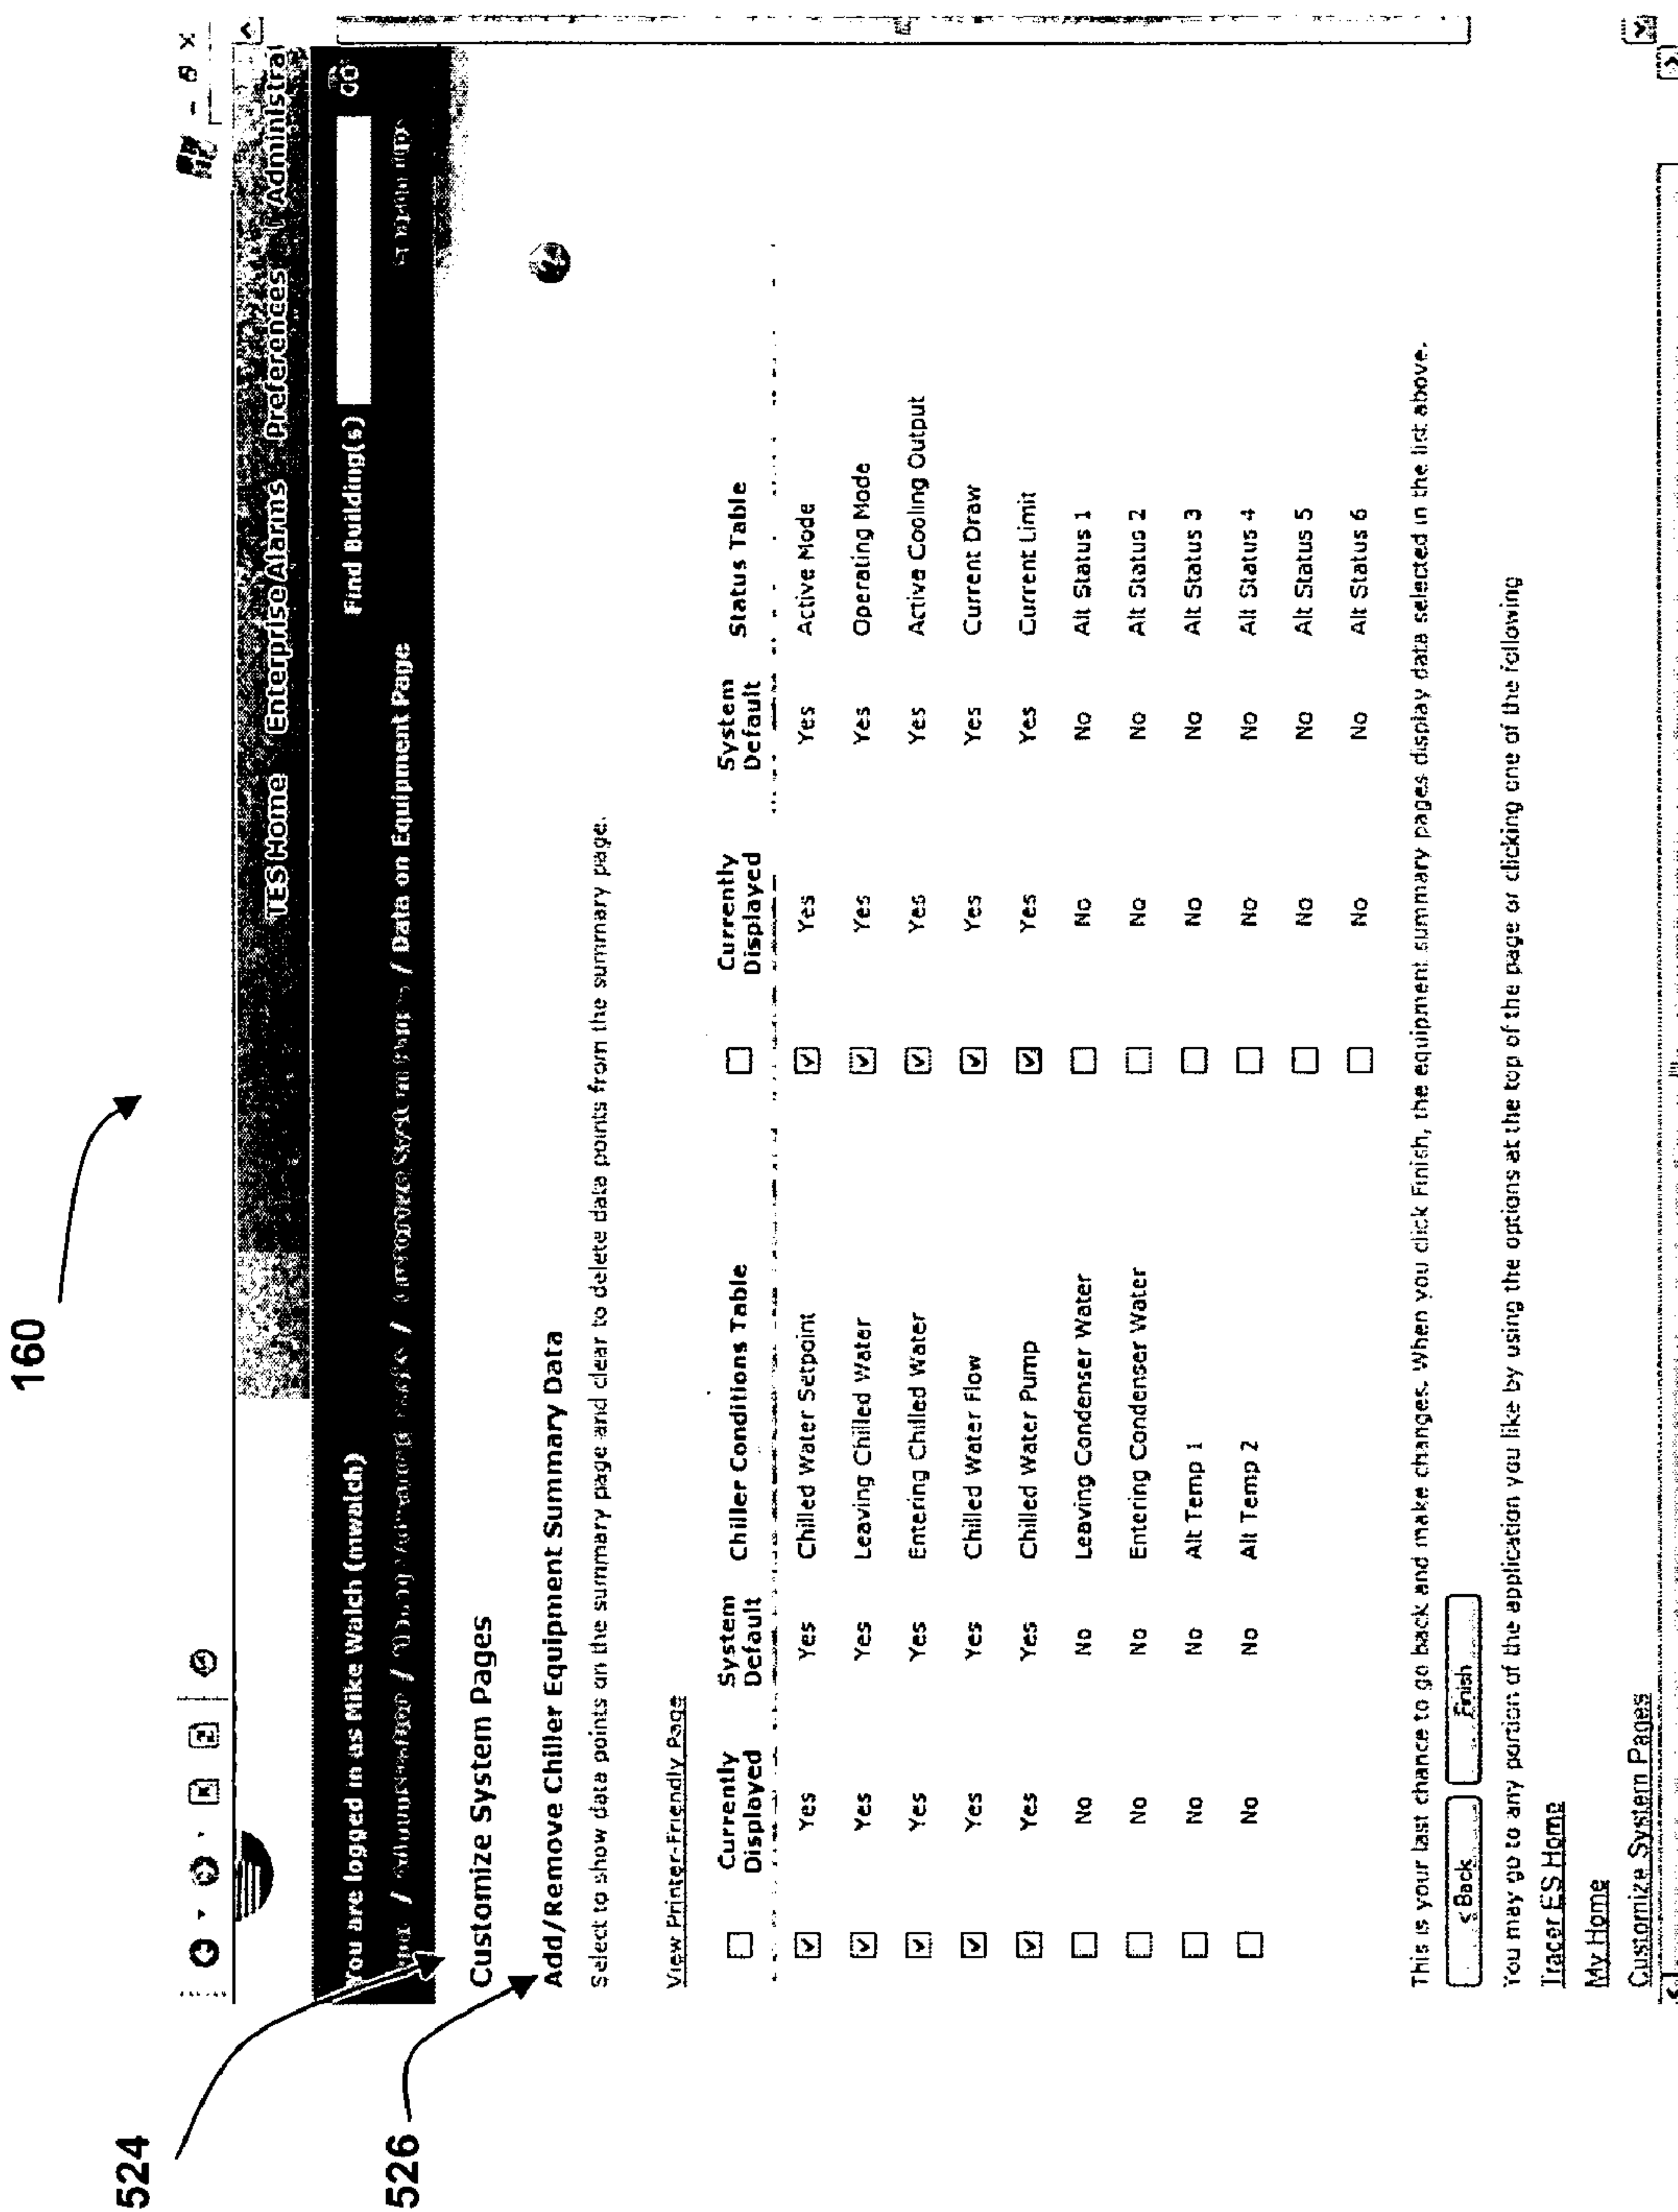 160
524
526
TES Home Enterprise Alarms Preferences Administrat
You are logged in as Mike Walch (mwalch) Find Building(s) GO
/ Administration / / Customize System Pages / Data on Equipment Page
Customize System Pages
Add/Remove Chiller Equipment Summary Data
Select to show data points on the summary page and clear to delete data points from the summary page.
View Printer-Friendly Page
Currently Displayed System Default Chiller Conditions Table Currently Displayed System Default Status Table
Yes Yes Chilled Water Setpoint Yes Yes Active Mode
Yes Yes Leaving Chilled Water Yes Yes Operating Mode
Yes Yes Entering Chilled Water Yes Yes Active Cooling Output
Yes Yes Chilled Water Flow Yes Yes Current Draw
Yes Yes Chilled Water Pump Yes Yes Current Limit
No No Leaving Condenser Water No No Alt Status 1
No No Entering Condenser Water No No Alt Status 2
No No Alt Temp 1 No No Alt Status 3
No No Alt Temp 2 No No Alt Status 4
No No Alt Status 5
No No Alt Status 6
This is your last chance to go back and make changes. When you click Finish, the equipment summary pages display data selected in the list above.
< Back Finish
You may go to any portion of the application you like by using the options at the top of the page or clicking one of the following
Tracer ES Home
My Home
Customize System Pages